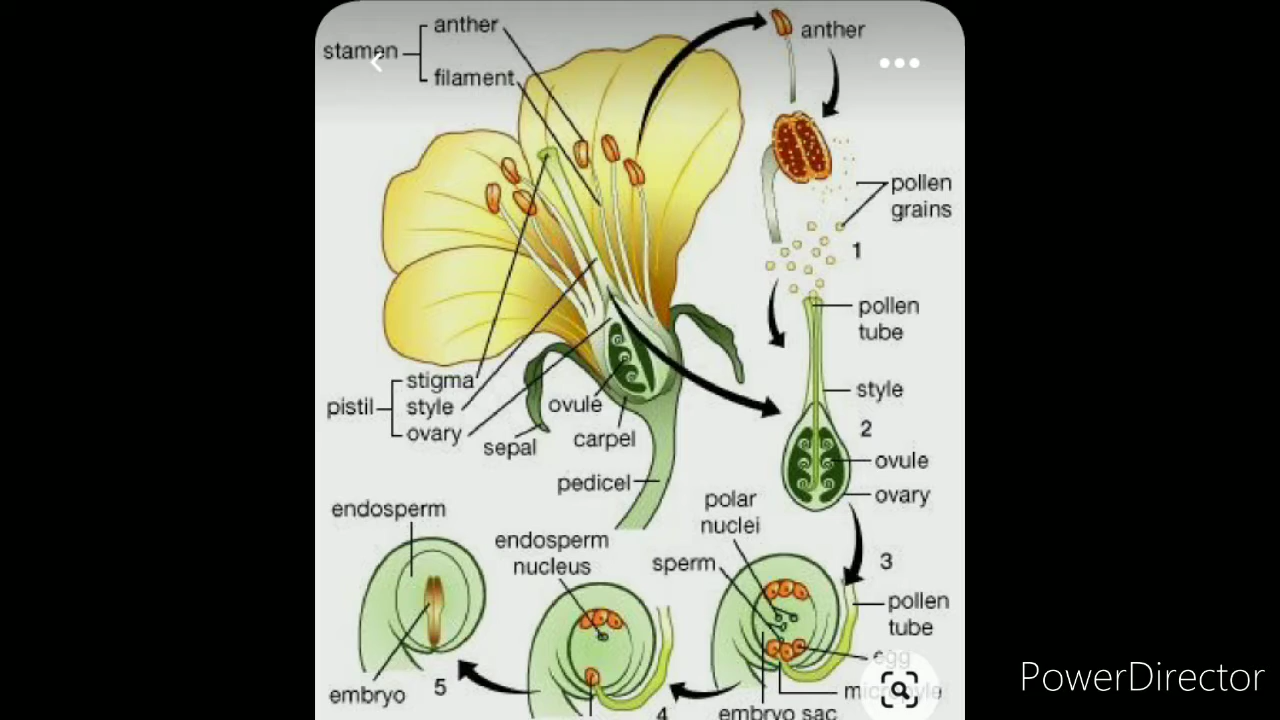 anther
stamen
filament
anther
pollen
grains
1
pollen
tube
style
2
ovule
ovary
stigma
pistil
style
ovary
ovule
sepal
carpel
pedicel
polar
nuclei
endosperm
endosperm
nucleus
sperm
3
pollen
tube
egg
embryo
5
4
embryo sac
PowerDirector